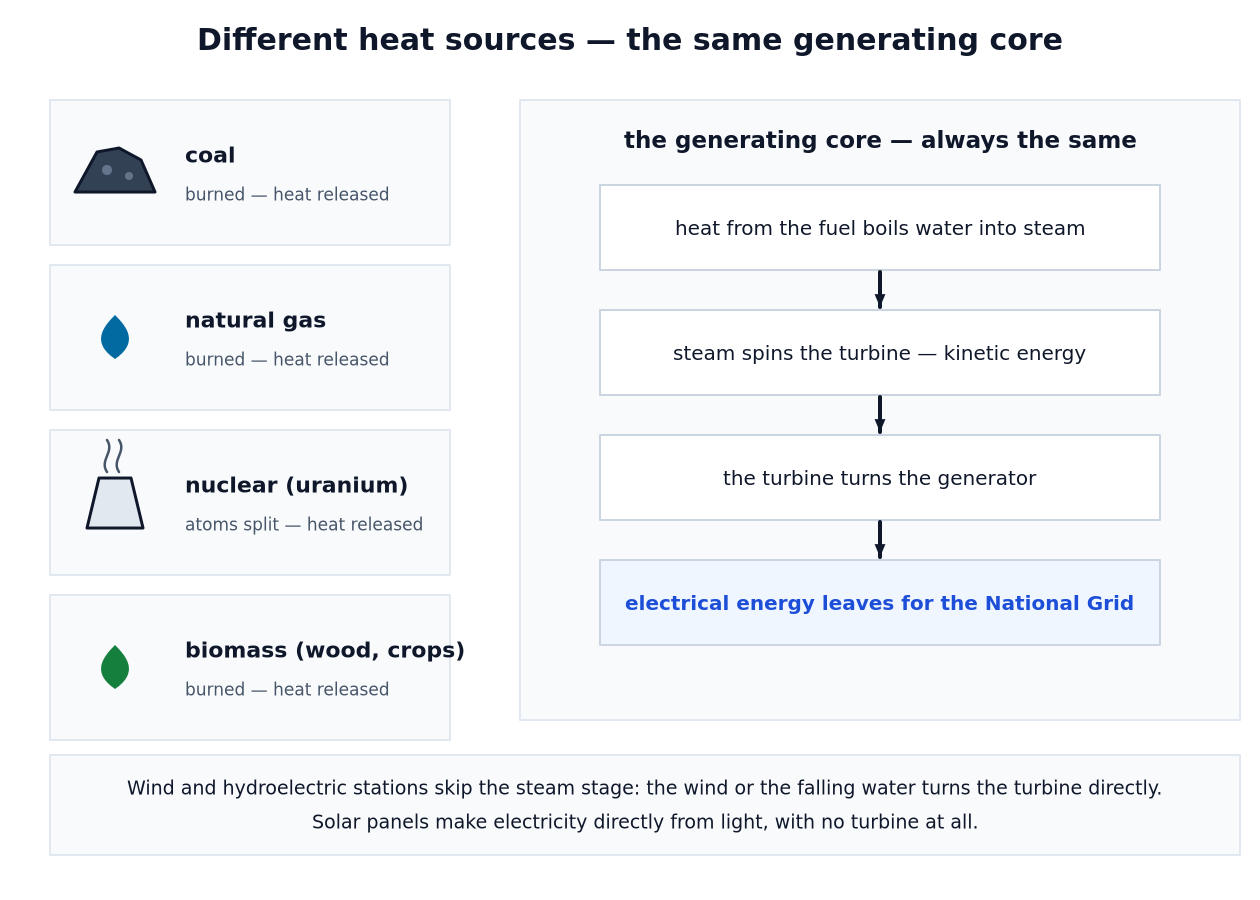 Different heat sources — the same generating core
coal
burned — heat released
natural gas
burned — heat released
nuclear (uranium)
atoms split — heat released
biomass (wood, crops)
burned — heat released
the generating core — always the same
heat from the fuel boils water into steam
steam spins the turbine — kinetic energy
the turbine turns the generator
electrical energy leaves for the National Grid
Wind and hydroelectric stations skip the steam stage: the wind or the falling water turns the turbine directly.
Solar panels make electricity directly from light, with no turbine at all.